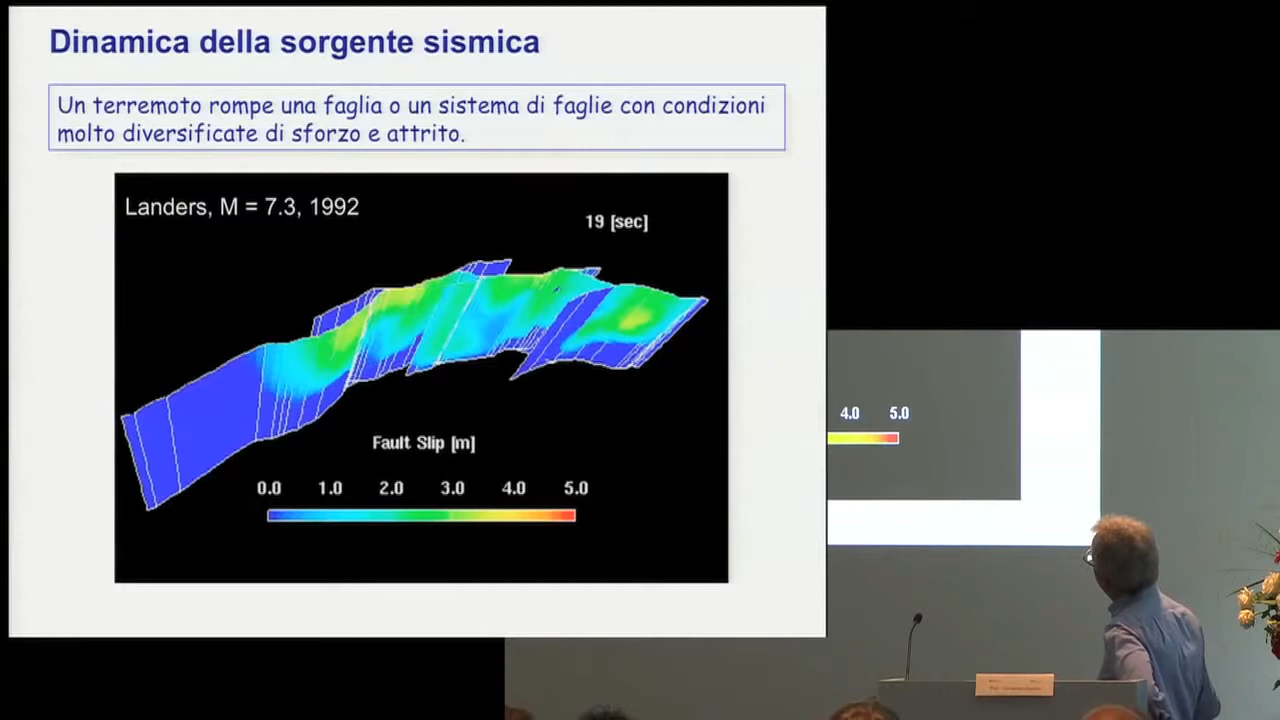 Dinamica della sorgente sismica
Un terremoto rompe una faglia o un sistema di faglie con condizioni
molto diversificate di sforzo e attrito.
Landers, M = 7.3, 1992
19 [sec]
Fault Slip [m]
0.0 1.0 2.0 3.0 4.0 5.0
4.0 5.0